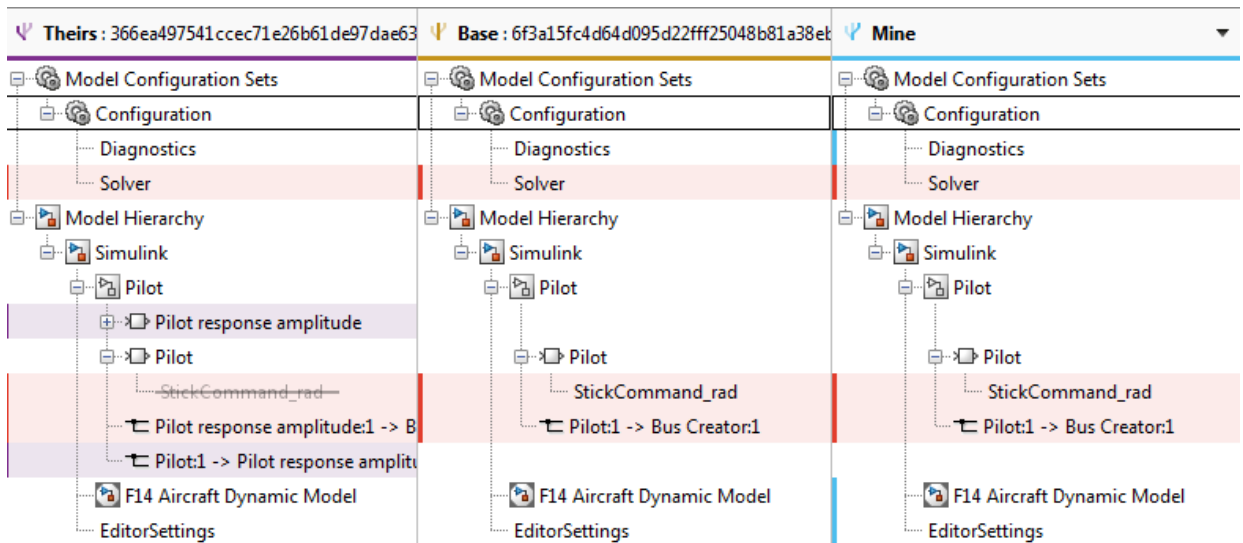 Theirs : 366ea497541ccec71e26b61de97dae63 Base : 6f3a15fc4d64d095d22fff25048b81a38eb Mine
Model Configuration Sets Model Configuration Sets Model Configuration Sets
Configuration Configuration Configuration
Diagnostics Diagnostics Diagnostics
Solver Solver Solver
Model Hierarchy Model Hierarchy Model Hierarchy
Simulink Simulink Simulink
Pilot Pilot Pilot
Pilot response amplitude
Pilot Pilot Pilot
StickCommand_rad StickCommand_rad StickCommand_rad
Pilot response amplitude:1 -> B Pilot:1 -> Bus Creator:1 Pilot:1 -> Bus Creator:1
Pilot:1 -> Pilot response amplitu
F14 Aircraft Dynamic Model F14 Aircraft Dynamic Model F14 Aircraft Dynamic Model
EditorSettings EditorSettings EditorSettings